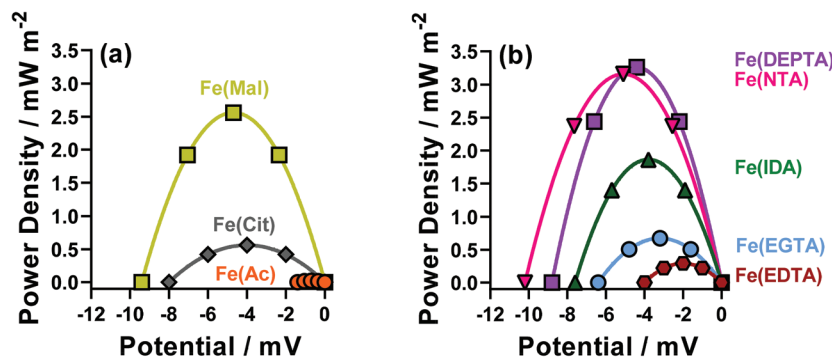 (a)
Power Density / mW m-2
3.5
3.0
2.5
2.0
1.5
1.0
0.5
0.0
Fe(Mal)
Fe(Cit)
Fe(Ac)
-12 -10 -8 -6 -4 -2 0
Potential / mV
(b)
Power Density / mW m-2
3.5
3.0
2.5
2.0
1.5
1.0
0.5
0.0
Fe(DEPTA)
Fe(NTA)
Fe(IDA)
Fe(EGTA)
Fe(EDTA)
-12 -10 -8 -6 -4 -2 0
Potential / mV